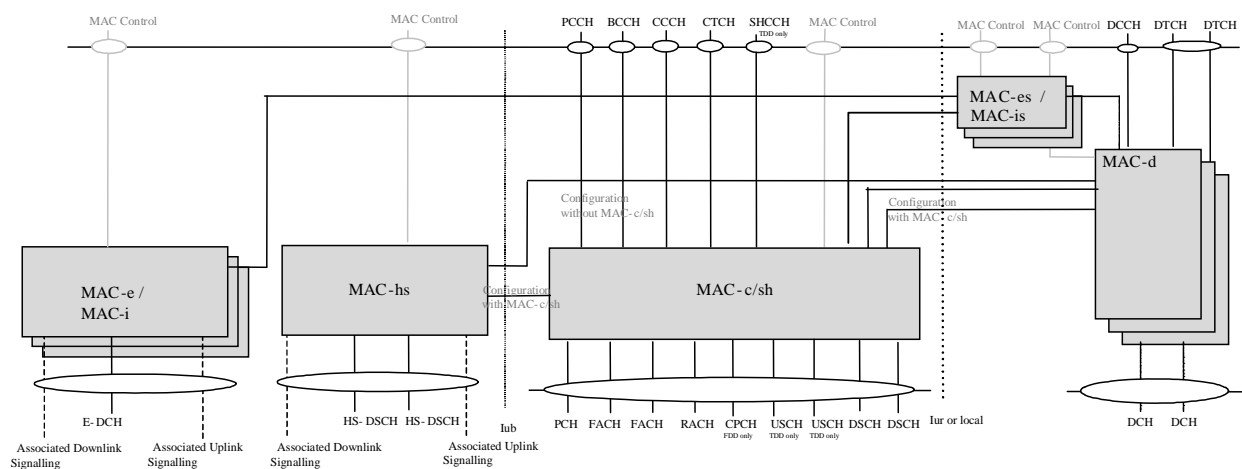 MAC Control
MAC Control
PCCH
BCCH
CCCH
CTCH
SHCCH
TDD only
MAC Control
MAC Control
MAC Control
DCCH
DTCH
DTCH
MAC-es /
MAC-is
MAC-d
Configuration
without MAC-c/sh
Configuration
with MAC-c/sh
MAC-e /
MAC-i
MAC-hs
Configuration
with MAC-c/sh
MAC-c/sh
E-DCH
HS-DSCH
HS-DSCH
Iub
PCH
FACH
FACH
RACH
CPCH
FDD only
USCH
TDD only
USCH
TDD only
DSCH
DSCH
Iur or local
DCH
DCH
Associated Downlink
Signalling
Associated Uplink
Signalling
Associated Downlink
Signalling
Associated Uplink
Signalling